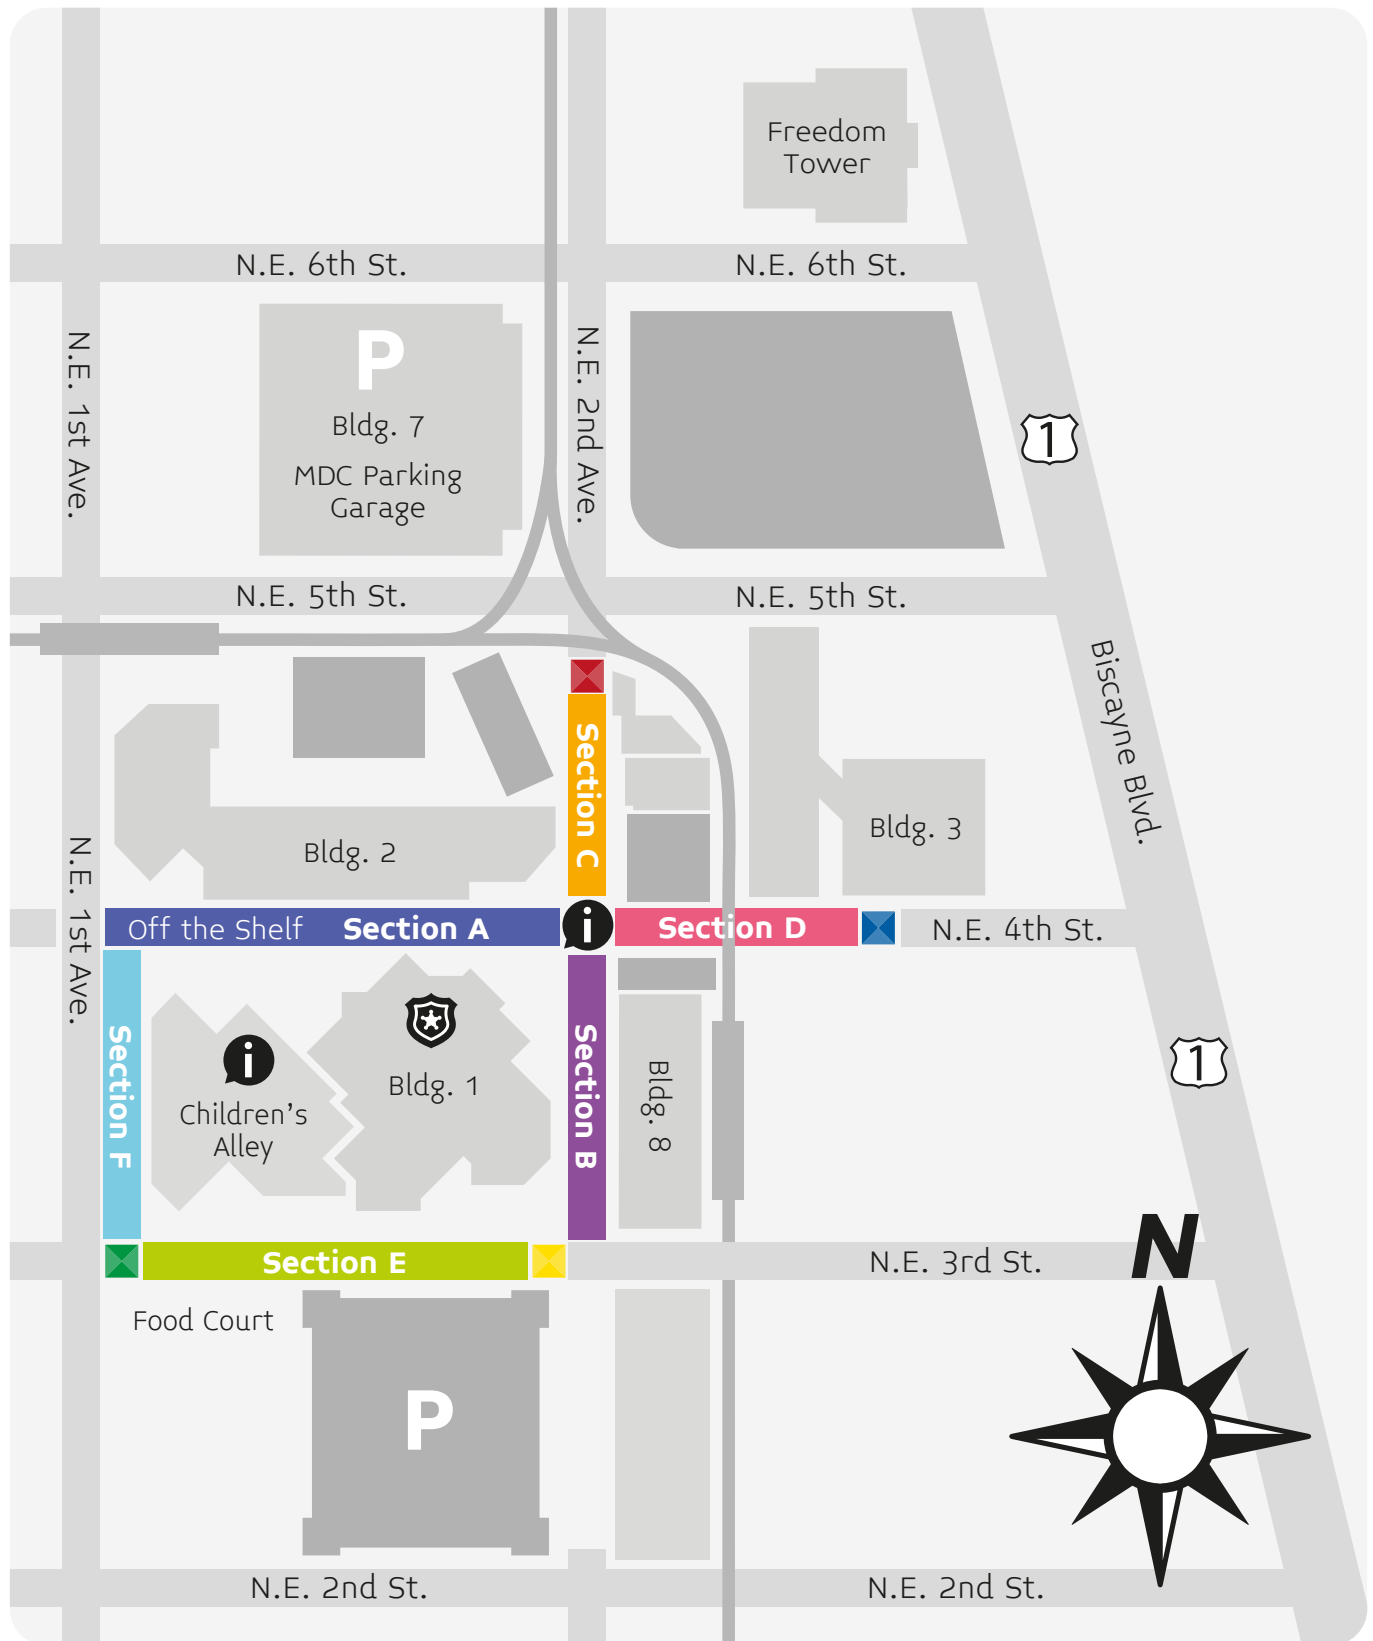 Freedom
Tower
N.E. 6th St.
N.E. 6th St.
N.E. 1st Ave.
P
Bldg. 7
MDC Parking
Garage
N.E. 2nd Ave.
1
N.E. 5th St.
N.E. 5th St.
Biscayne Blvd.
Section C
Bldg. 2
Bldg. 3
N.E. 1st Ave.
Off the Shelf Section A
i
Section D
N.E. 4th St.
Section F
i
Children's
Alley
Bldg. 1
Section B
Bldg. 8
1
Section E
N.E. 3rd St.
N
Food Court
P
N.E. 2nd St.
N.E. 2nd St.